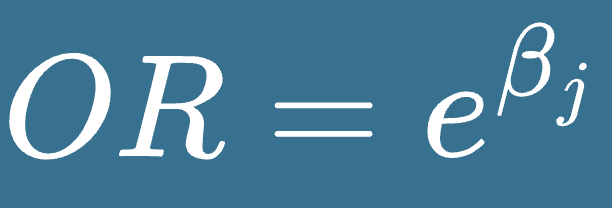 OR = e^{β_j}